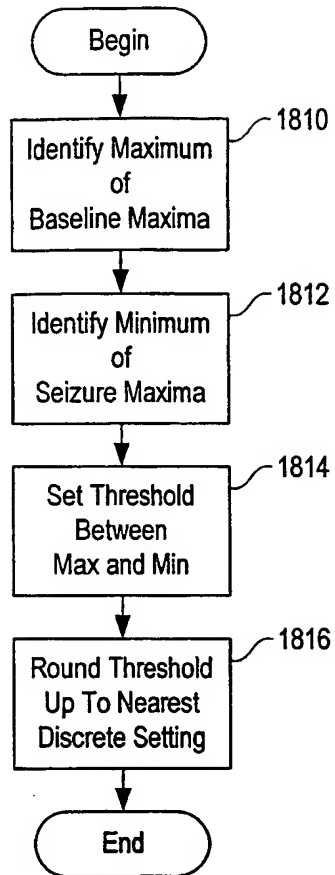 Begin
1810
Identify Maximum
of
Baseline Maxima
1812
Identify Minimum
of
Seizure Maxima
1814
Set Threshold
Between
Max and Min
1816
Round Threshold
Up To Nearest
Discrete Setting
End